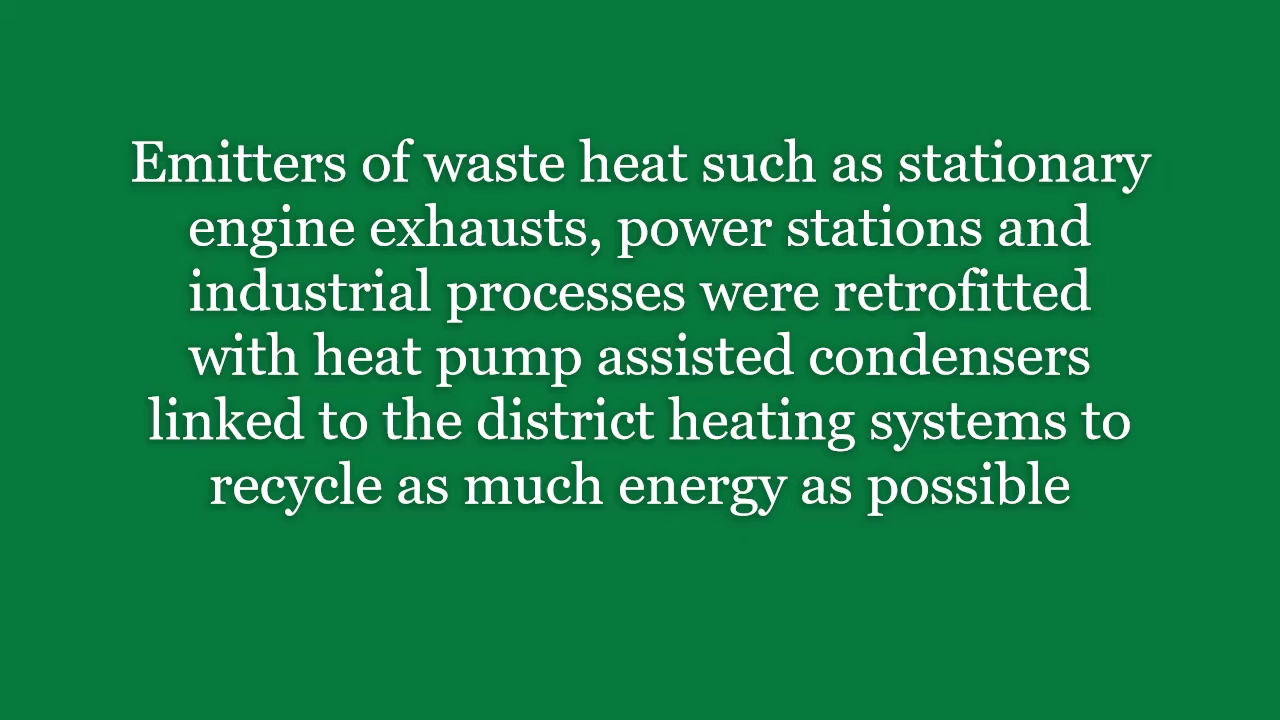 Emitters of waste heat such as stationary
engine exhausts, power stations and
industrial processes were retrofitted
with heat pump assisted condensers
linked to the district heating systems to
recycle as much energy as possible